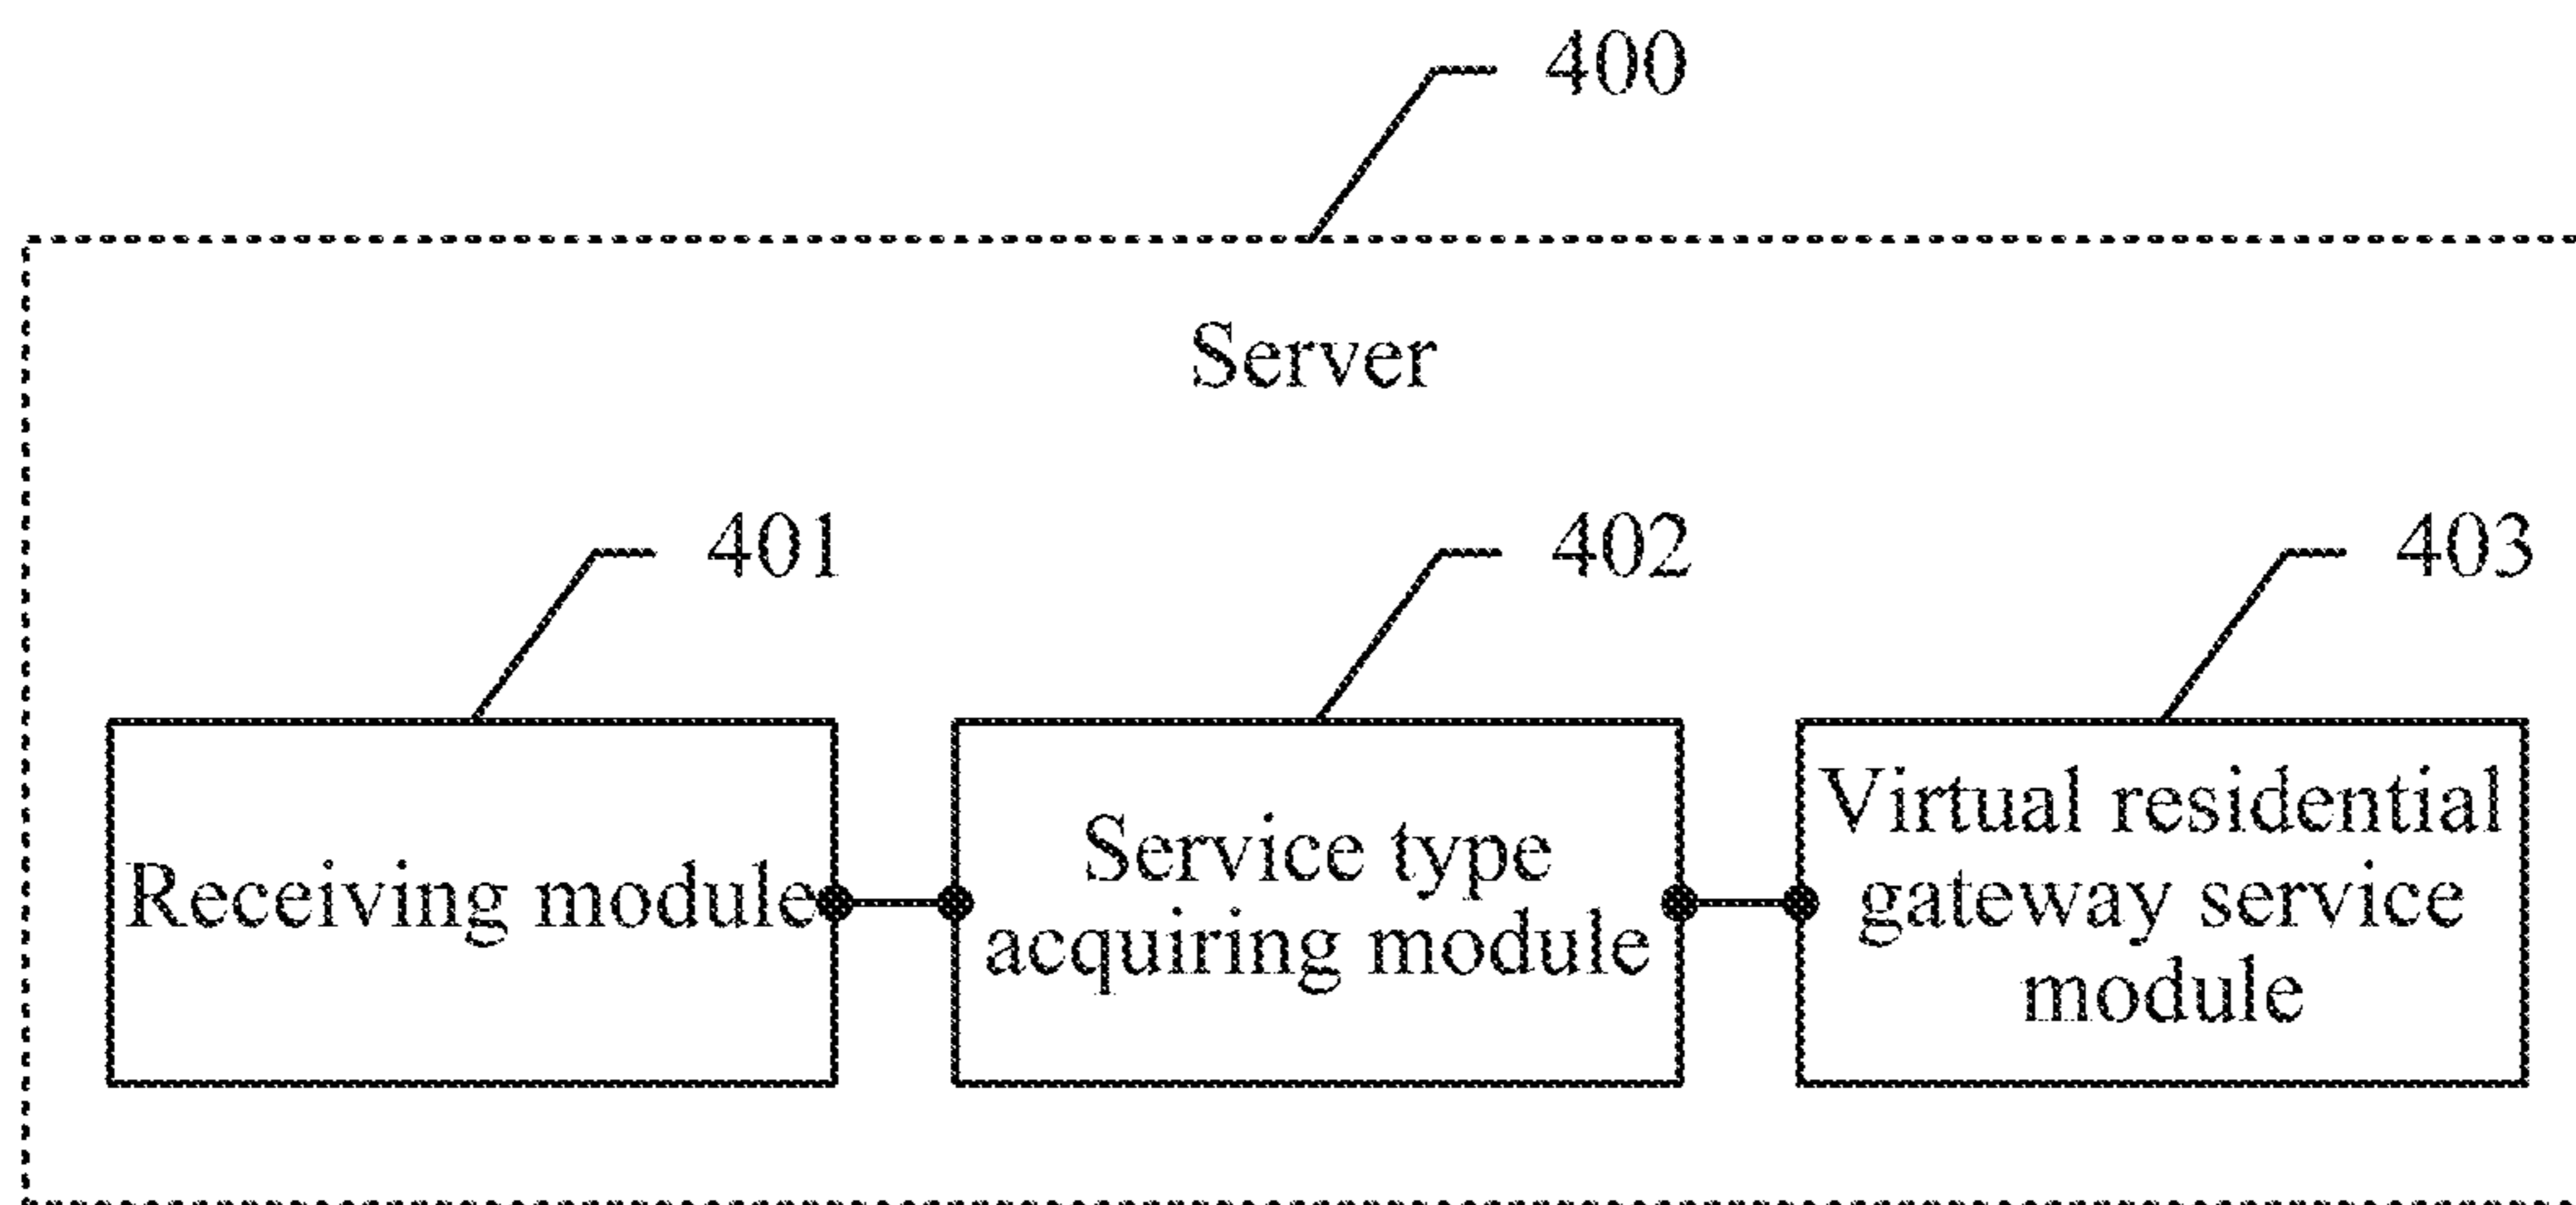 400
Server
401
402
403
Receiving module
Service type
acquiring module
Virtual residential
gateway service
module